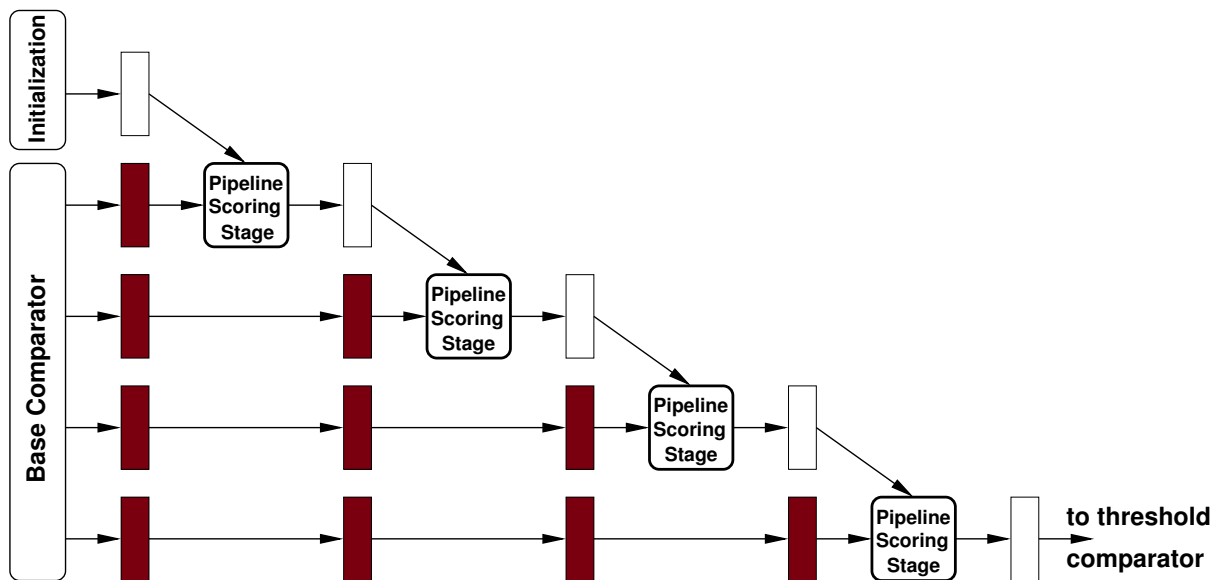 Initialization
Base Comparator
Pipeline
Scoring
Stage
Pipeline
Scoring
Stage
Pipeline
Scoring
Stage
Pipeline
Scoring
Stage
to threshold
comparator